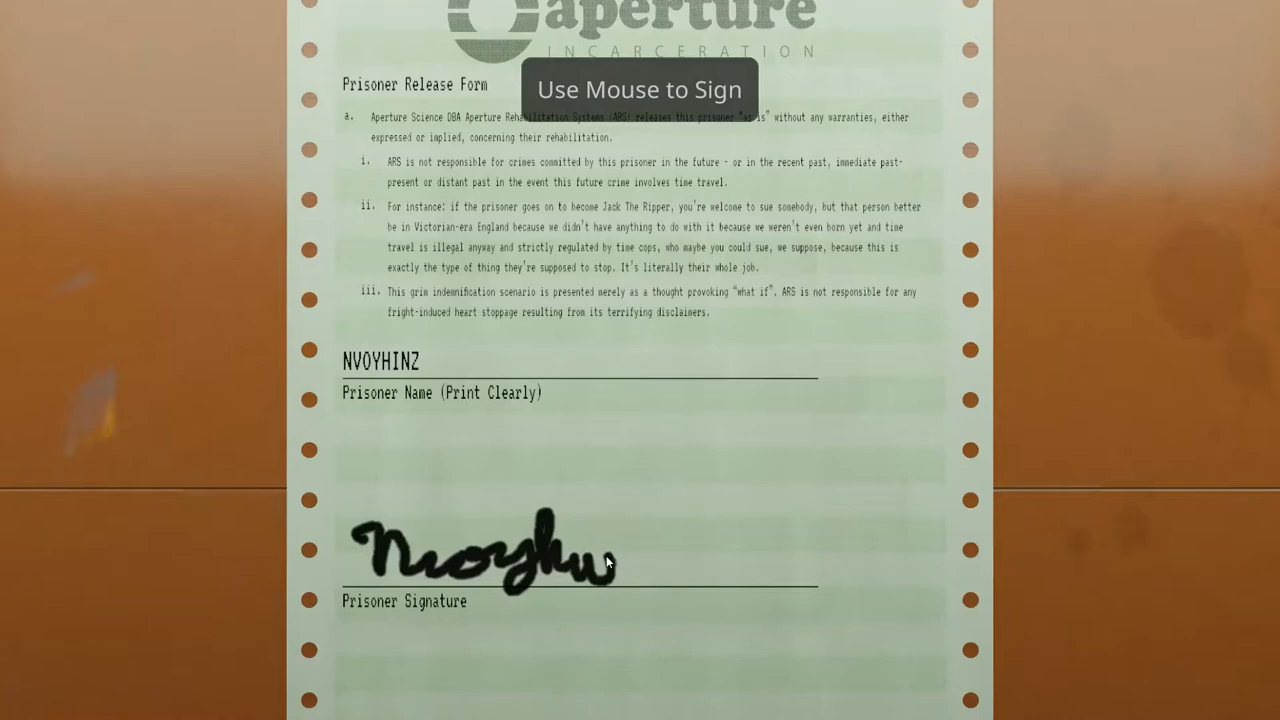 aperture
INCARCERATION
Use Mouse to Sign
Prisoner Release Form
a. Aperture Science DBA Aperture Rehabilitation Systems (ARS) releases this prisoner "as is" without any warranties, either
expressed or implied, concerning their rehabilitation.
i. ARS is not responsible for crimes committed by this prisoner in the future - or in the recent past, immediate past-
present or distant past in the event this future crime involves time travel.
ii. For instance: if the prisoner goes on to become Jack The Ripper, you're welcome to sue somebody, but that person better
be in Victorian-era England because we didn't have anything to do with it because we weren't even born yet and time
travel is illegal anyway and strictly regulated by time cops, who maybe you could sue, we suppose, because this is
exactly the type of thing they're supposed to stop. It's literally their whole job.
iii. This grim indemnification scenario is presented merely as a thought provoking "what if". ARS is not responsible for any
fright-induced heart stoppage resulting from its terrifying disclaimers.
NVOYHINZ
Prisoner Name (Print Clearly)
Prisoner Signature